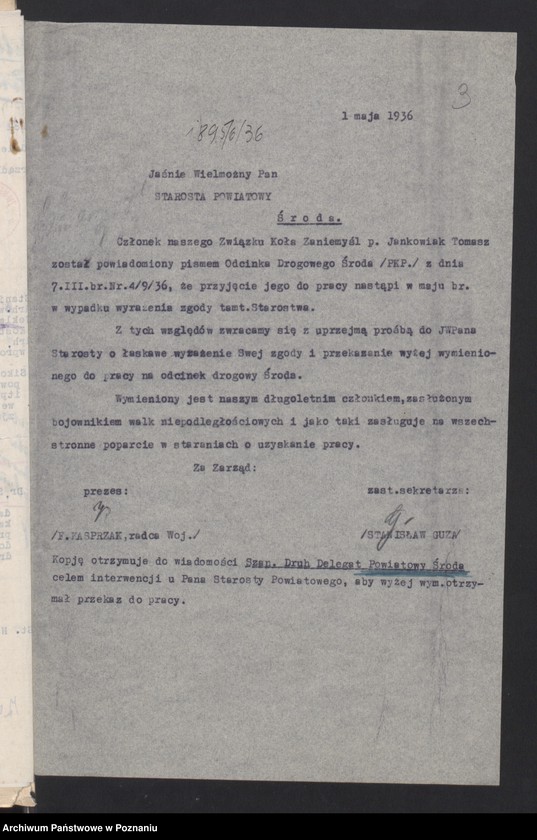 3
1 maja 1936
/36
Jaśnie Wielmożny Pan
STAROSTA POWIATOWY
Środa.
Członek naszego Związku Koła Zaniemyśl p. Jankowiak Tomasz
został powiadomiony pismem Odcinka Drogowego Środa /PKP./ z dnia
7.III.br.Nr.4/9/36, że przyjęcie jego do pracy nastąpi w maju br.
w wypadku wyrażenia zgody tamt.Starostwa.
Z tych względów zwracamy się z uprzejmą prośbą do JWPana
Starosty o łaskawe wyrażenie Swej zgody i przekazanie wyżej wymienio-
nego do pracy na odcinek drogowy Środa.
Wymieniony jest naszym długoletnim członkiem,zasłużonym
bojownikiem walk niepodległościowych i jako taki zasługuje na wszech-
stronne poparcie w staraniach o uzyskanie pracy.
Za Zarząd:
prezes: zast.sekretarza:
/F.KASPRZAK,radca Woj./ /STANISŁAW GUZA/
Kopję otrzymuje do wiadomości Szan. Druh Delegat Powiatowy Środa
celem interwencji u Pana Starosty Powiatowego, aby wyżej wym.otrzy-
mał przekaz do pracy.
Archiwum Państwowe w Poznaniu